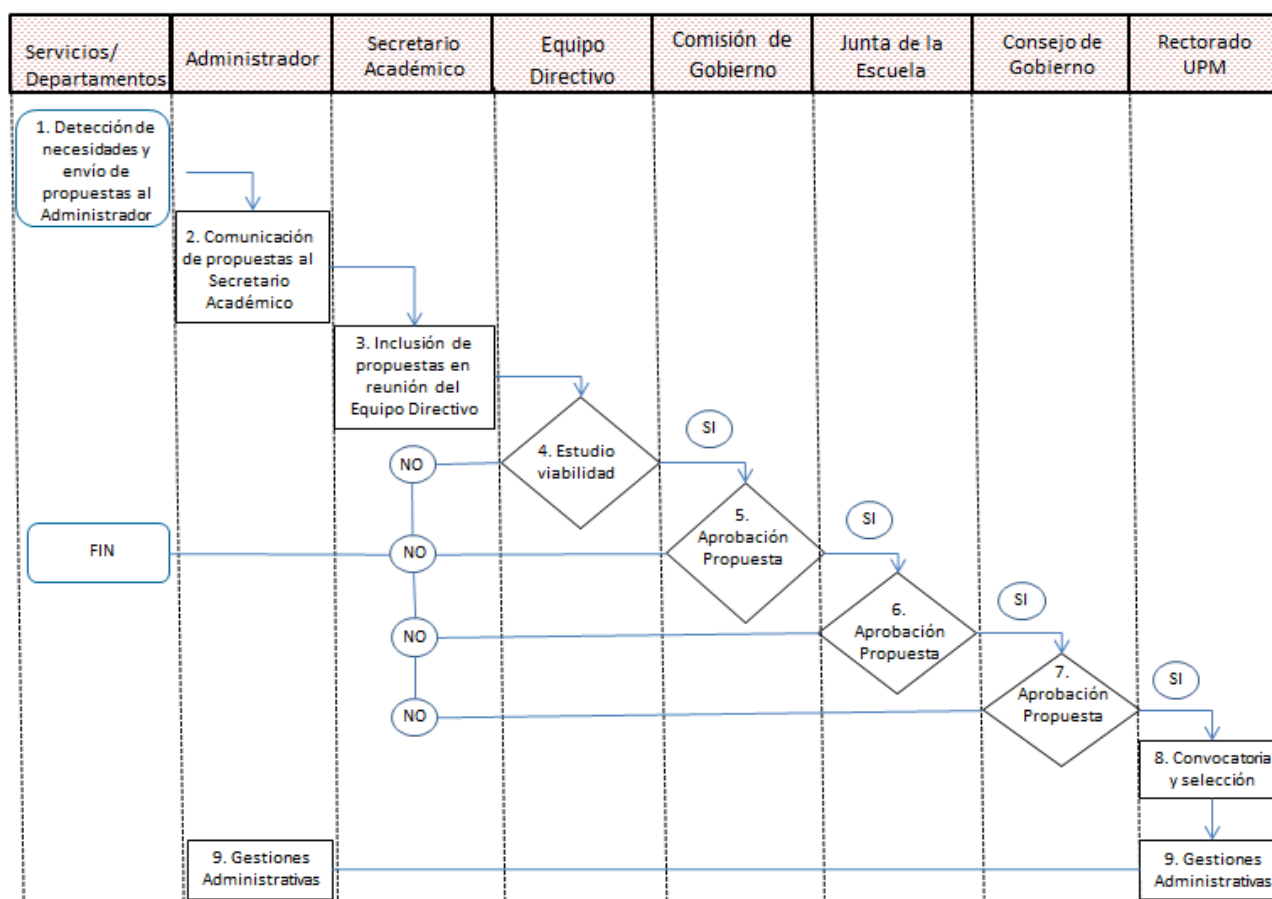 Servicios/
Departamentos
Administrador
Secretario
Académico
Equipo
Directivo
Comisión de
Gobierno
Junta de la
Escuela
Consejo de
Gobierno
Rectorado
UPM
1. Detección de
necesidades y
envío de
propuestas al
Administrador
2. Comunicación
de propuestas al
Secretario
Académico
3. Inclusión de
propuestas en
reunión del
Equipo Directivo
4. Estudio
viabilidad
SI
NO
5.
Aprobación
Propuesta
SI
NO
FIN
6.
Aprobación
Propuesta
SI
NO
7.
Aprobación
Propuesta
SI
NO
8. Convocatoria
y selección
9. Gestiones
Administrativas
9. Gestiones
Administrativas